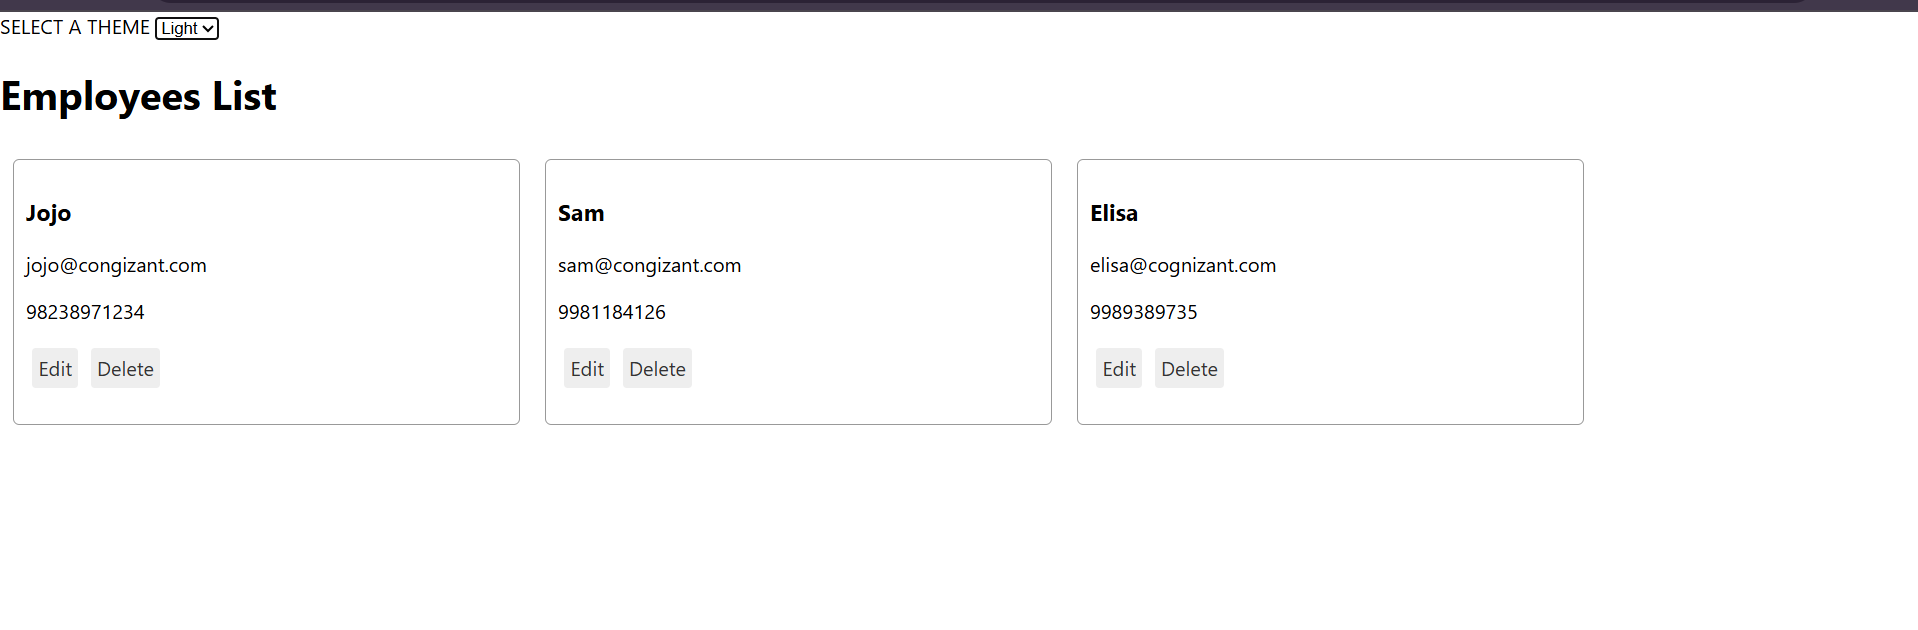 SELECT A THEME Light
Employees List
Jojo
jojo@congizant.com
98238971234
Edit Delete
Sam
sam@congizant.com
9981184126
Edit Delete
Elisa
elisa@cognizant.com
9989389735
Edit Delete